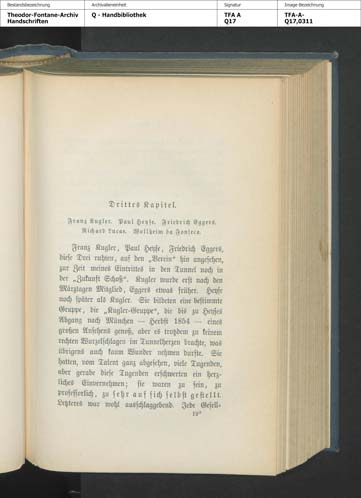 Bestandsbezeichnung
Archivalieneinheit
Signatur
Image-Bezeichnung
Theodor-Fontane-Archiv
Handschriften
Q - Handbibliothek
TFA A
Q17
TFA-A-
Q17,0311
Drittes Kapitel.
Franz Kugler. Paul Heyse. Friedrich Eggers.
Richard Lucae. Wollheim da Fonseca.
Franz Kugler, Paul Heyse, Friedrich Eggers,
diese Drei ruhten, auf den „Verein“ hin angesehen,
zur Zeit meines Eintrittes in den Tunnel noch in
der „Zukunft Schoß“. Kugler wurde erst nach den
Märztagen Mitglied, Eggers etwas früher. Heyse
noch später als Kugler. Sie bildeten eine bestimmte
Gruppe, die „Kugler-Gruppe“, die bis zu Heyses
Abgang nach München — Herbst 1854 — eines
großen Ansehens genoß, aber es trotzdem zu keinem
rechten Wurzelschlagen im Tunnelherzen brachte, was
übrigens auch kaum Wunder nehmen durfte. Sie
hatten, vom Talent ganz abgesehen, viele Tugenden,
aber gerade diese Tugenden erschwerten ein herz-
liches Einvernehmen; sie waren zu fein, zu
professorlich, zu sehr auf sich selbst gestellt.
Letzteres war wohl ausschlaggebend. Jede Gesell-
12*